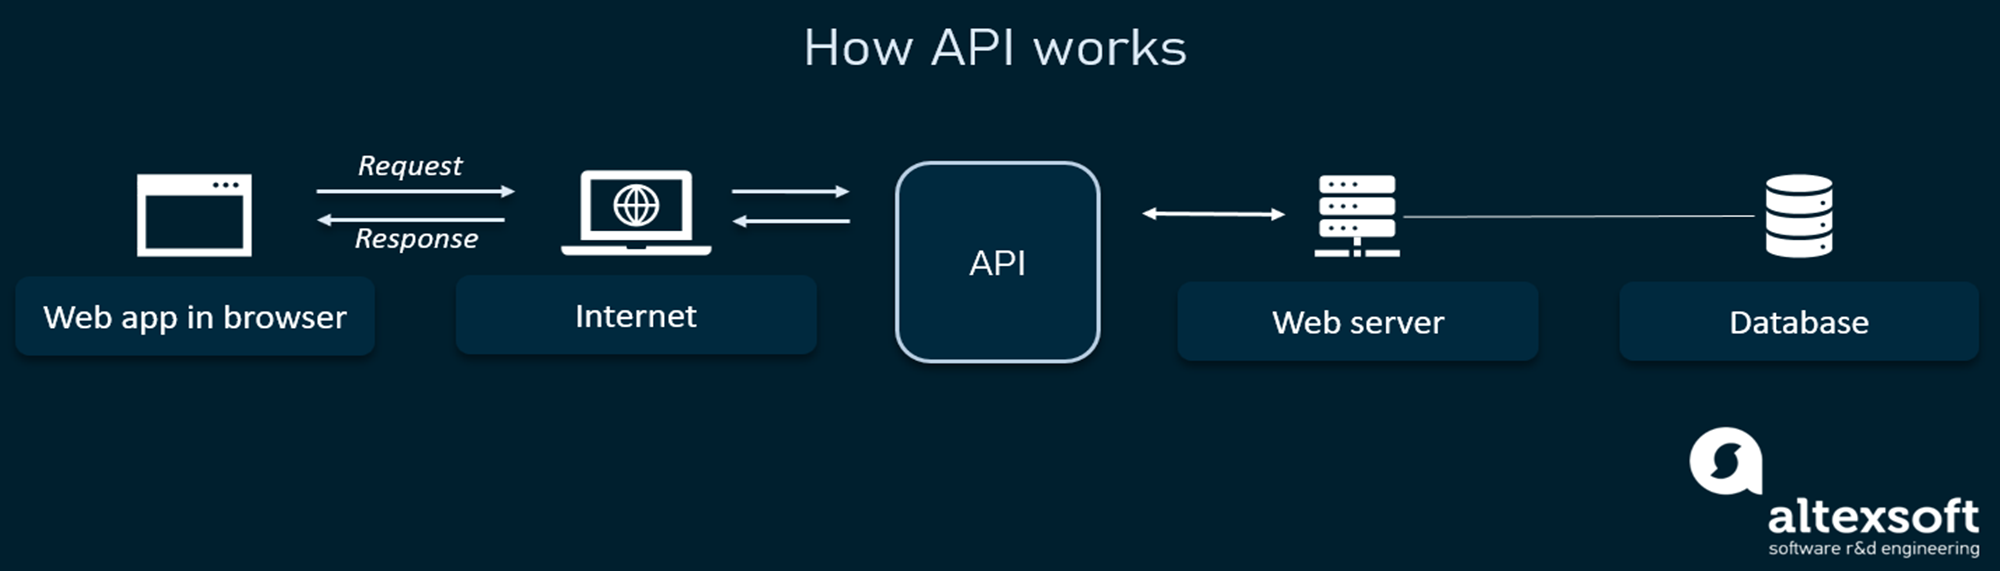 How API works
Request
Response
API
Web app in browser
Internet
Web server
Database
altexsoft
software r&d engineering